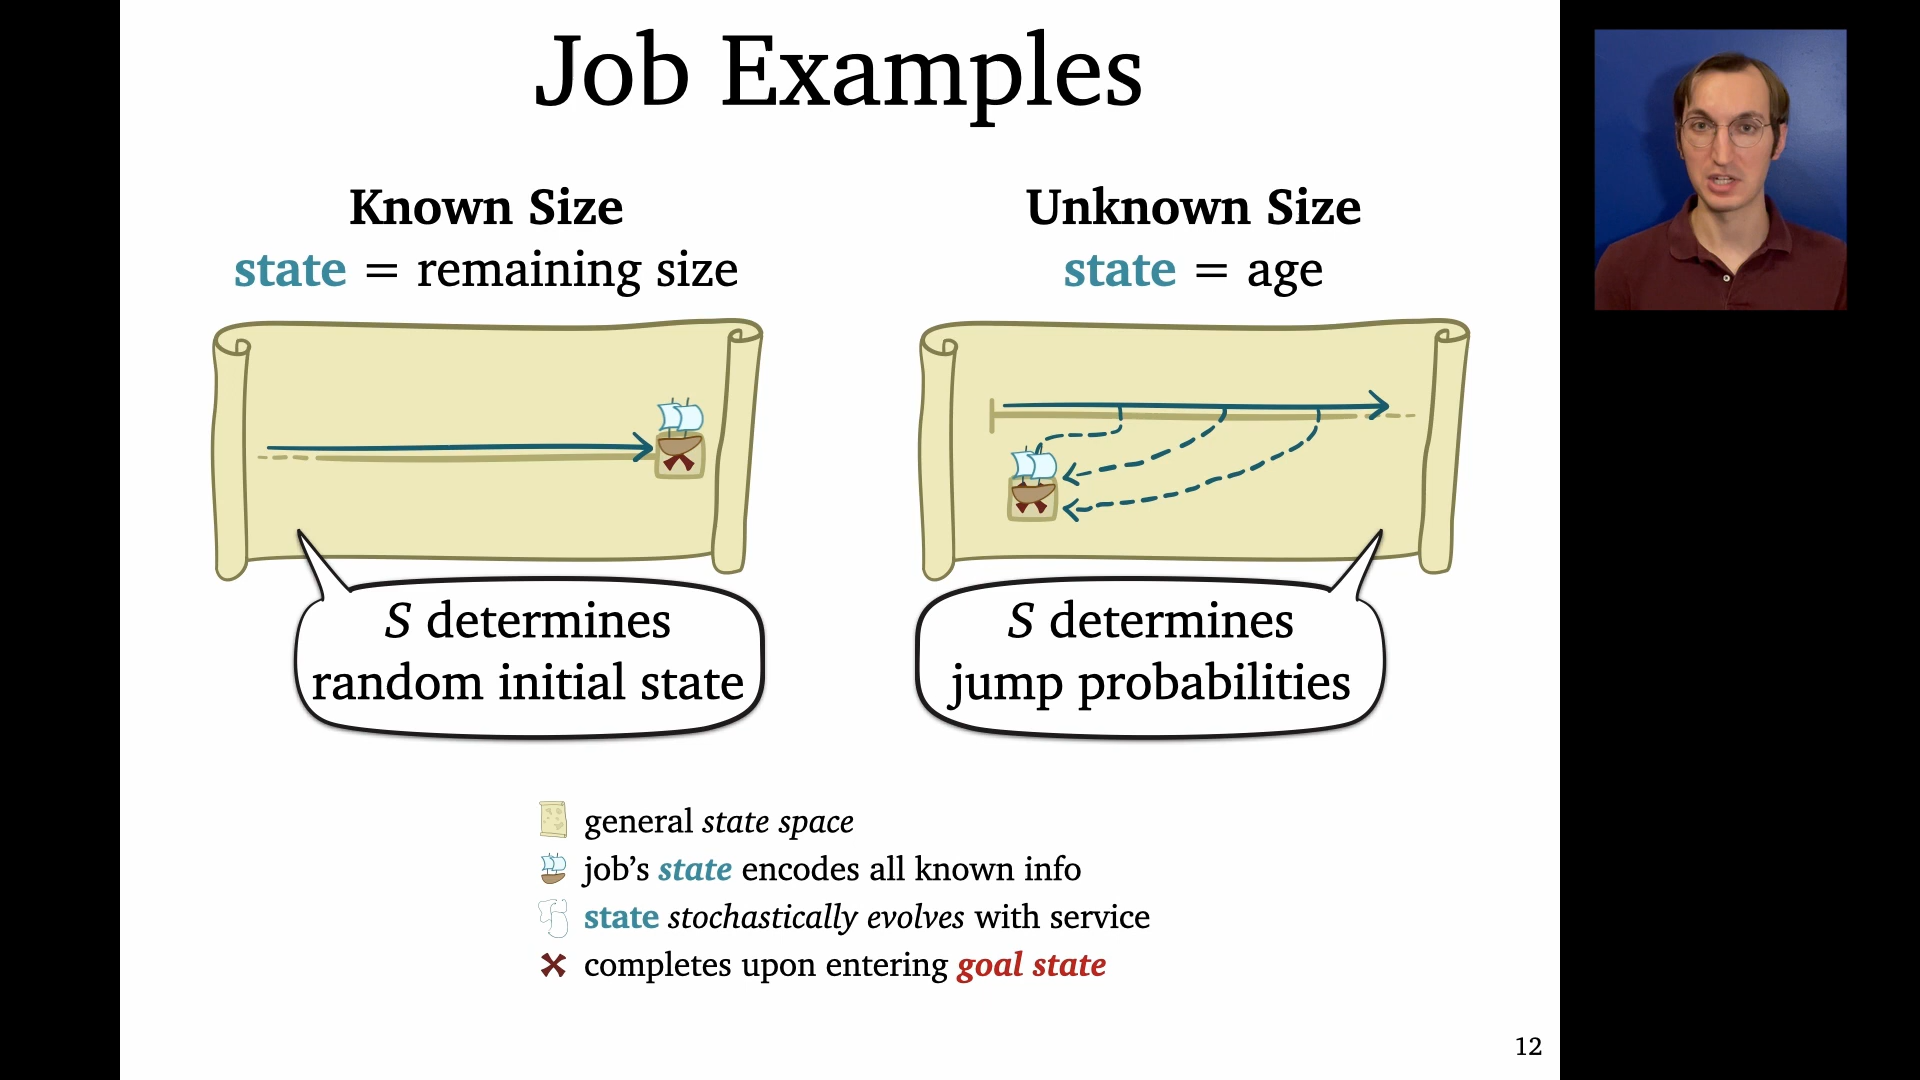 Job Examples
Known Size
state = remaining size
Unknown Size
state = age
S determines
random initial state
S determines
jump probabilities
general state space
job's state encodes all known info
state stochastically evolves with service
completes upon entering goal state
12